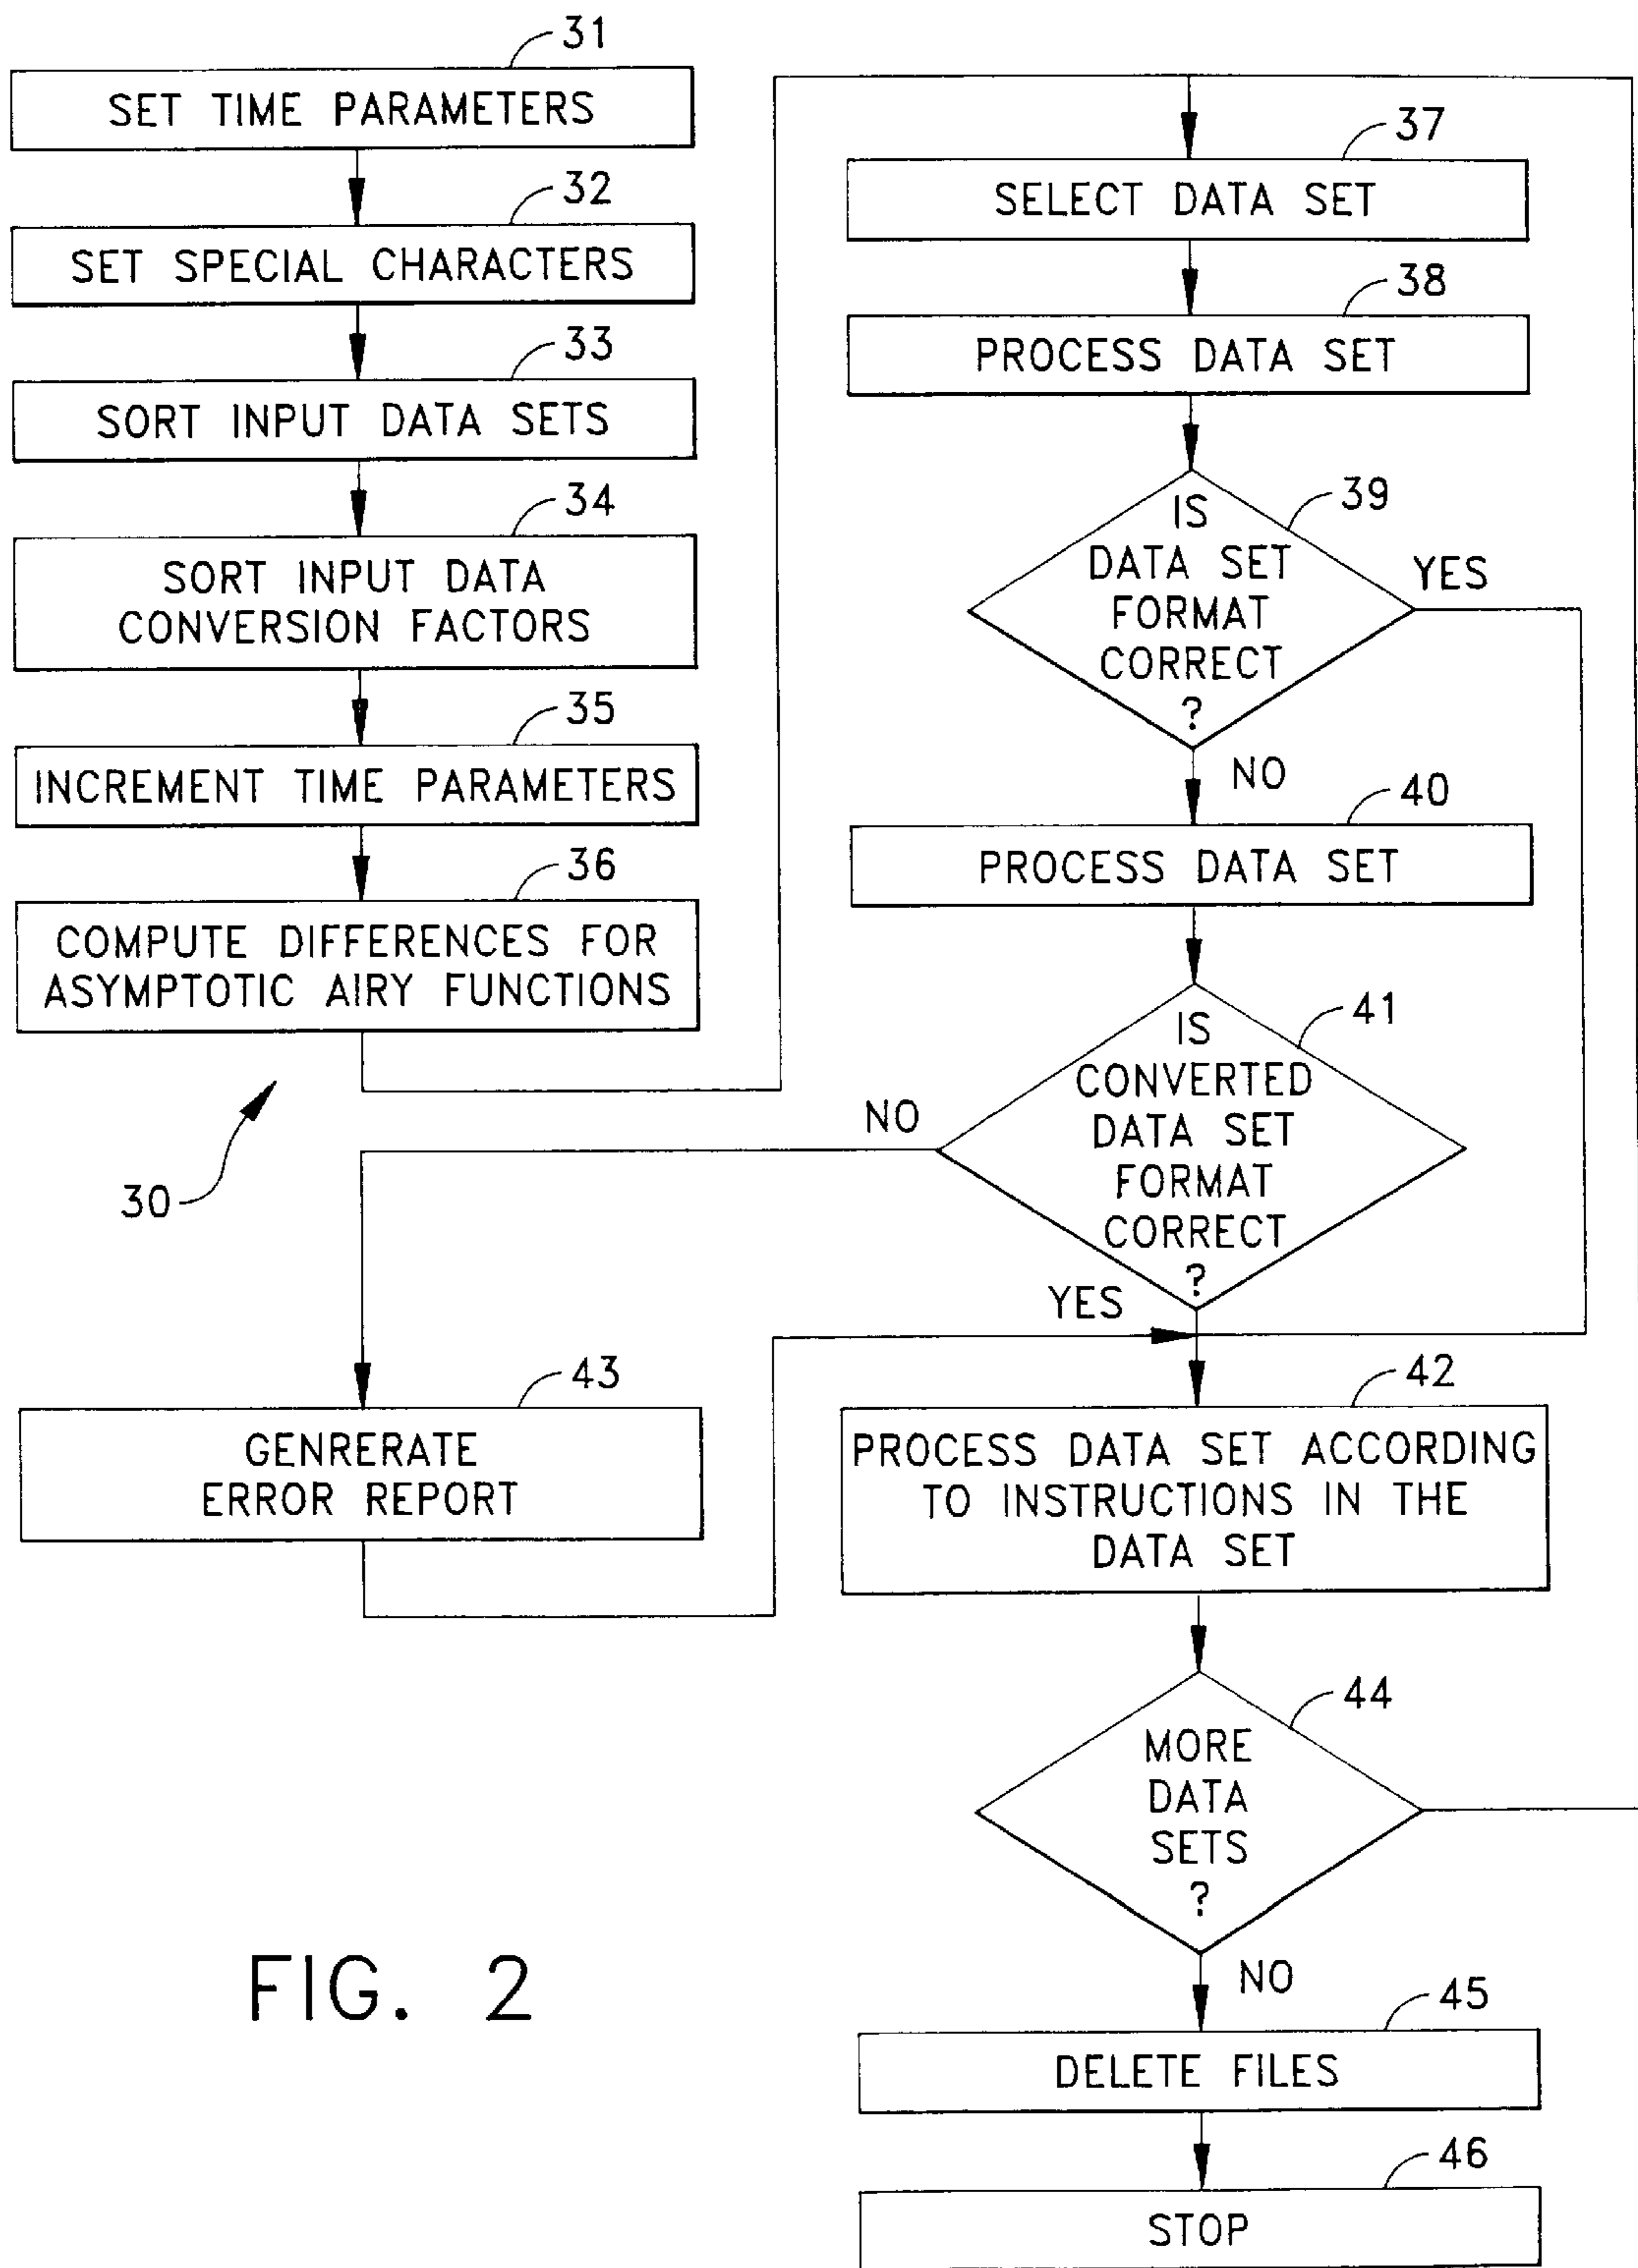 31
SET TIME PARAMETERS
32
SET SPECIAL CHARACTERS
33
SORT INPUT DATA SETS
34
SORT INPUT DATA
CONVERSION FACTORS
35
INCREMENT TIME PARAMETERS
36
COMPUTE DIFFERENCES FOR
ASYMPTOTIC AIRY FUNCTIONS
30
37
SELECT DATA SET
38
PROCESS DATA SET
39
IS
DATA SET
FORMAT
CORRECT
?
YES
NO
40
PROCESS DATA SET
41
IS
CONVERTED
DATA SET
FORMAT
CORRECT
?
NO
YES
43
GENRERATE
ERROR REPORT
42
PROCESS DATA SET ACCORDING
TO INSTRUCTIONS IN THE
DATA SET
44
MORE
DATA
SETS
?
NO
45
DELETE FILES
46
STOP
FIG. 2